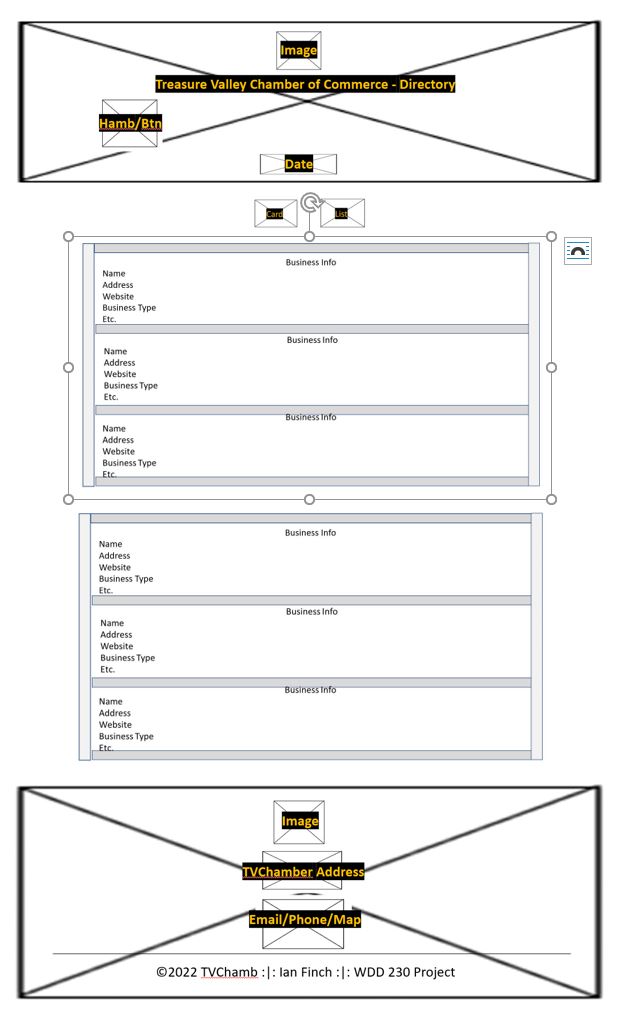 Image
Treasure Valley Chamber of Commerce - Directory
Hamb/Btn
Date
Card
List
Business Info
Name
Address
Website
Business Type
Etc.
Business Info
Name
Address
Website
Business Type
Etc.
Business Info
Name
Address
Website
Business Type
Etc.
Business Info
Name
Address
Website
Business Type
Etc.
Business Info
Name
Address
Website
Business Type
Etc.
Business Info
Name
Address
Website
Business Type
Etc.
Image
TVChamber Address
Email/Phone/Map
©2022 TVChamb :|: Ian Finch :|: WDD 230 Project